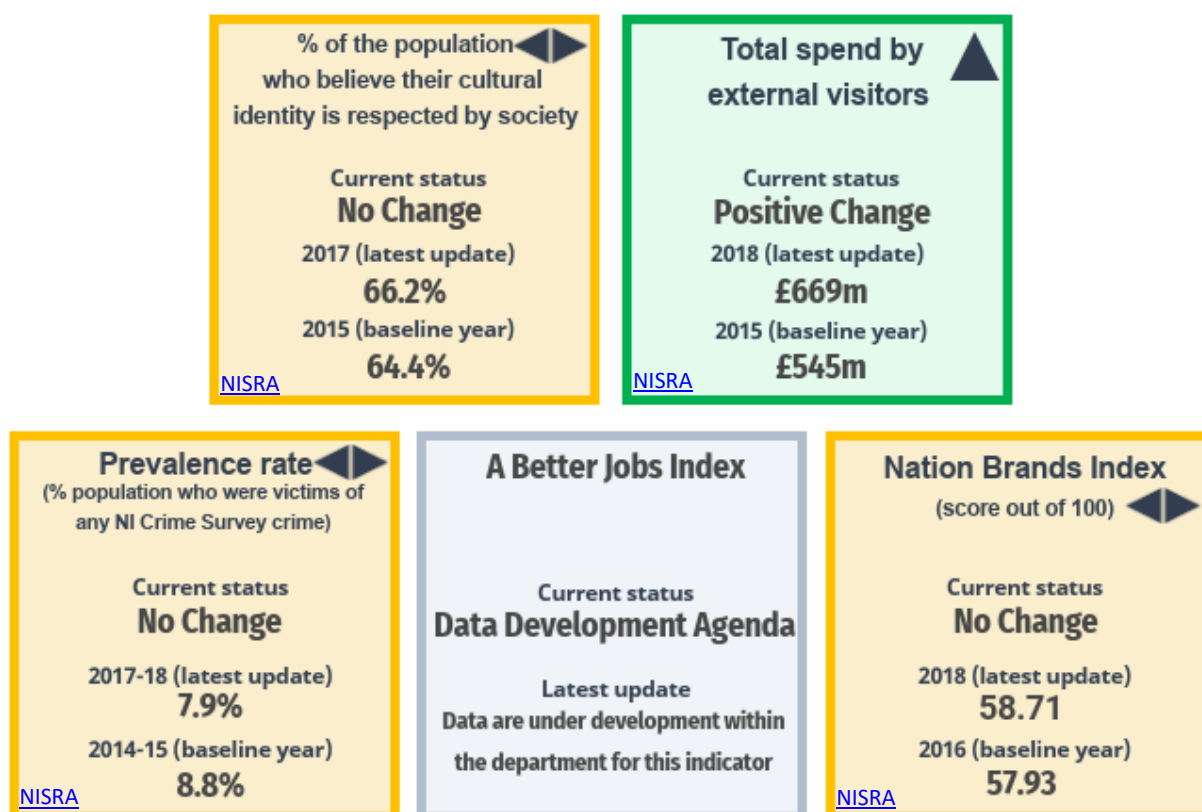 % of the population
who believe their cultural
identity is respected by society
Current status
No Change
2017 (latest update)
66.2%
2015 (baseline year)
64.4%
NISRA
Total spend by
external visitors
Current status
Positive Change
2018 (latest update)
£669m
2015 (baseline year)
£545m
NISRA
Prevalence rate
(% population who were victims of
any NI Crime Survey crime)
Current status
No Change
2017-18 (latest update)
7.9%
2014-15 (baseline year)
8.8%
NISRA
A Better Jobs Index
Current status
Data Development Agenda
Latest update
Data are under development within
the department for this indicator
Nation Brands Index
(score out of 100)
Current status
No Change
2018 (latest update)
58.71
2016 (baseline year)
57.93
NISRA